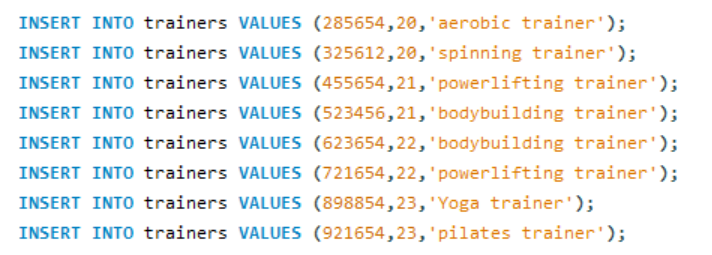 INSERT INTO trainers VALUES (285654,20,'aerobic trainer');
INSERT INTO trainers VALUES (325612,20,'spinning trainer');
INSERT INTO trainers VALUES (455654,21,'powerlifting trainer');
INSERT INTO trainers VALUES (523456,21,'bodybuilding trainer');
INSERT INTO trainers VALUES (623654,22,'bodybuilding trainer');
INSERT INTO trainers VALUES (721654,22,'powerlifting trainer');
INSERT INTO trainers VALUES (898854,23,'Yoga trainer');
INSERT INTO trainers VALUES (921654,23,'pilates trainer');